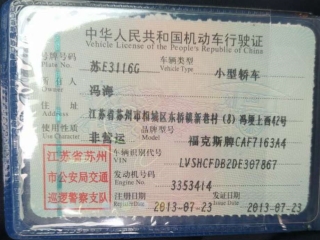 中华人民共和国机动车行驶证
Vehicle License of the People's Republic of China
号牌号码 Plate No. 苏E3116G 车辆类型 Vehicle Type 小型轿车
所有人 冯海
住址 江苏省苏州市相城区东桥镇新巷村(8)冯埂上西42号
使用性质 Use Character 非营运 品牌型号 Model 福克斯牌CAF7163A4
江苏省苏州
市公安局交通
巡逻警察支队
车辆识别代号 VIN LVSHCFDB2DE307867
发动机号码 Engine No. 3353414
注册日期 2013-07-23 发证日期 2013-07-23